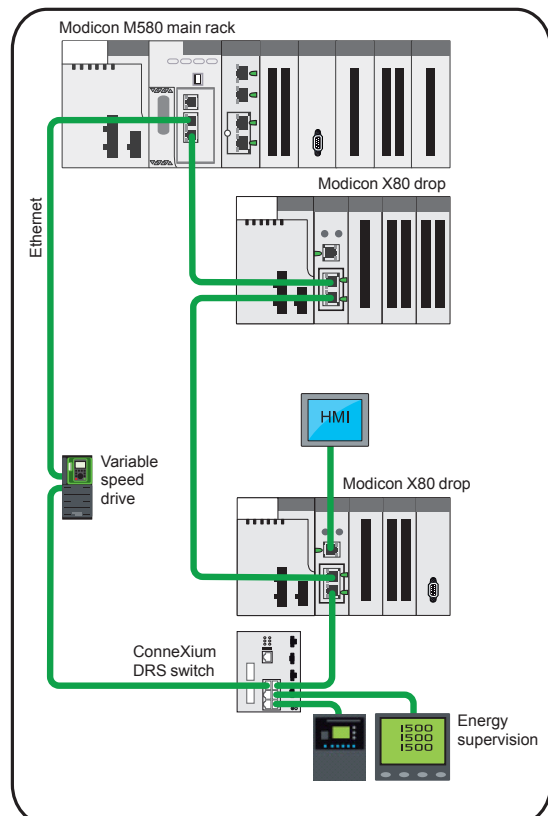 Modicon M580 main rack
Modicon X80 drop
Ethernet
HMI
Variable
speed
drive
Modicon X80 drop
ConneXium
DRS switch
Energy
supervision
1500
1500
1500